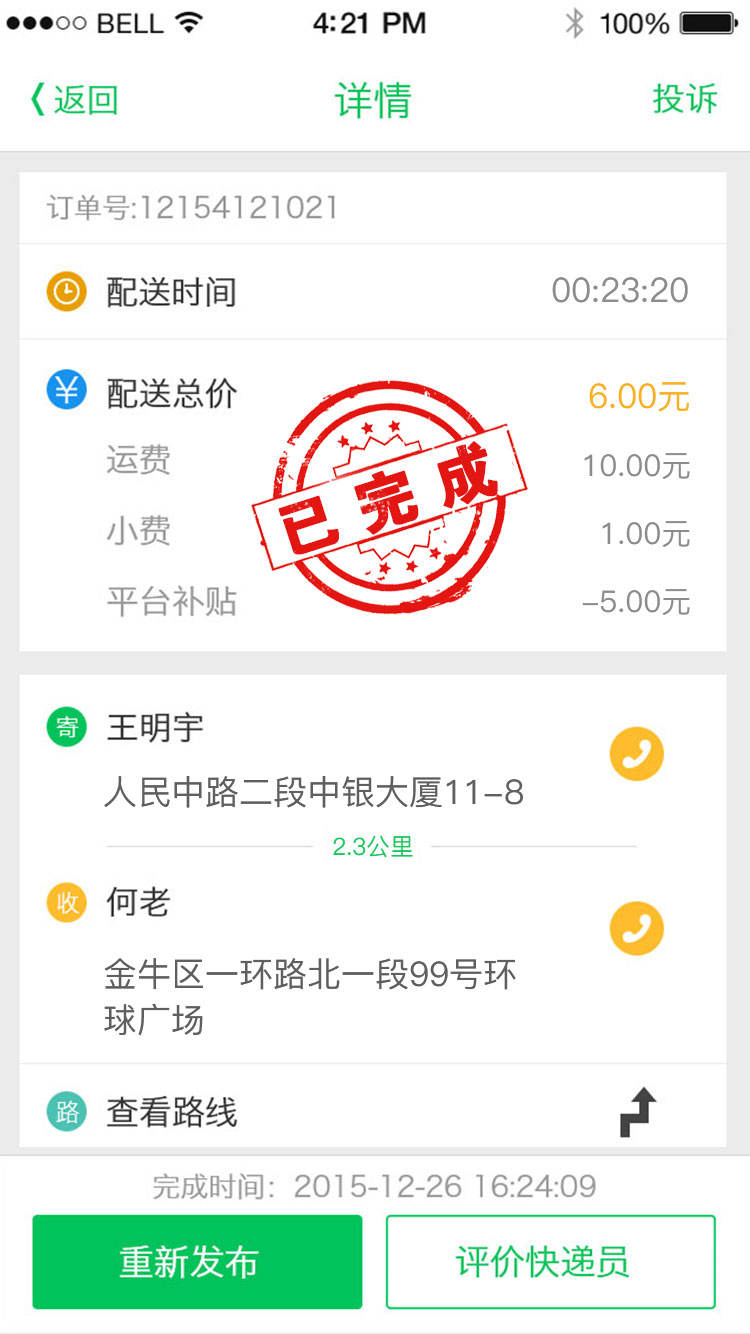 BELL 4:21 PM 100%
返回 详情 投诉
订单号:12154121021
配送时间 00:23:20
¥ 配送总价 6.00元
运费 10.00元
小费 1.00元
平台补贴 –5.00元
已完成
寄 王明宇
人民中路二段中银大厦11–8
2.3公里
收 何老
金牛区一环路北一段99号环
球广场
路 查看路线
完成时间：2015-12-26 16:24:09
重新发布 评价快递员